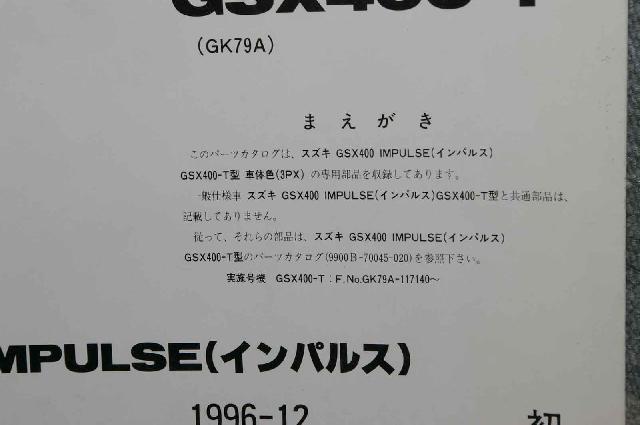 GSX400-T
(GK79A)
まえがき
このパーツカタログは、スズキ GSX400 IMPULSE(インパルス)
GSX400-T型 車体色(3PX) の専用部品を収録してあります。
一般仕様車 スズキ GSX400 IMPULSE(インパルス)GSX400-T型と共通部品は、
記載してありません。
従って、それらの部品は、スズキ GSX400 IMPULSE(インパルス)
GSX400-T型のパーツカタログ(9900B-70045-020)を参照下さい。
実施号機 GSX400-T:F.No.GK79A-117140~
MPULSE(インパルス)
1996-12
初